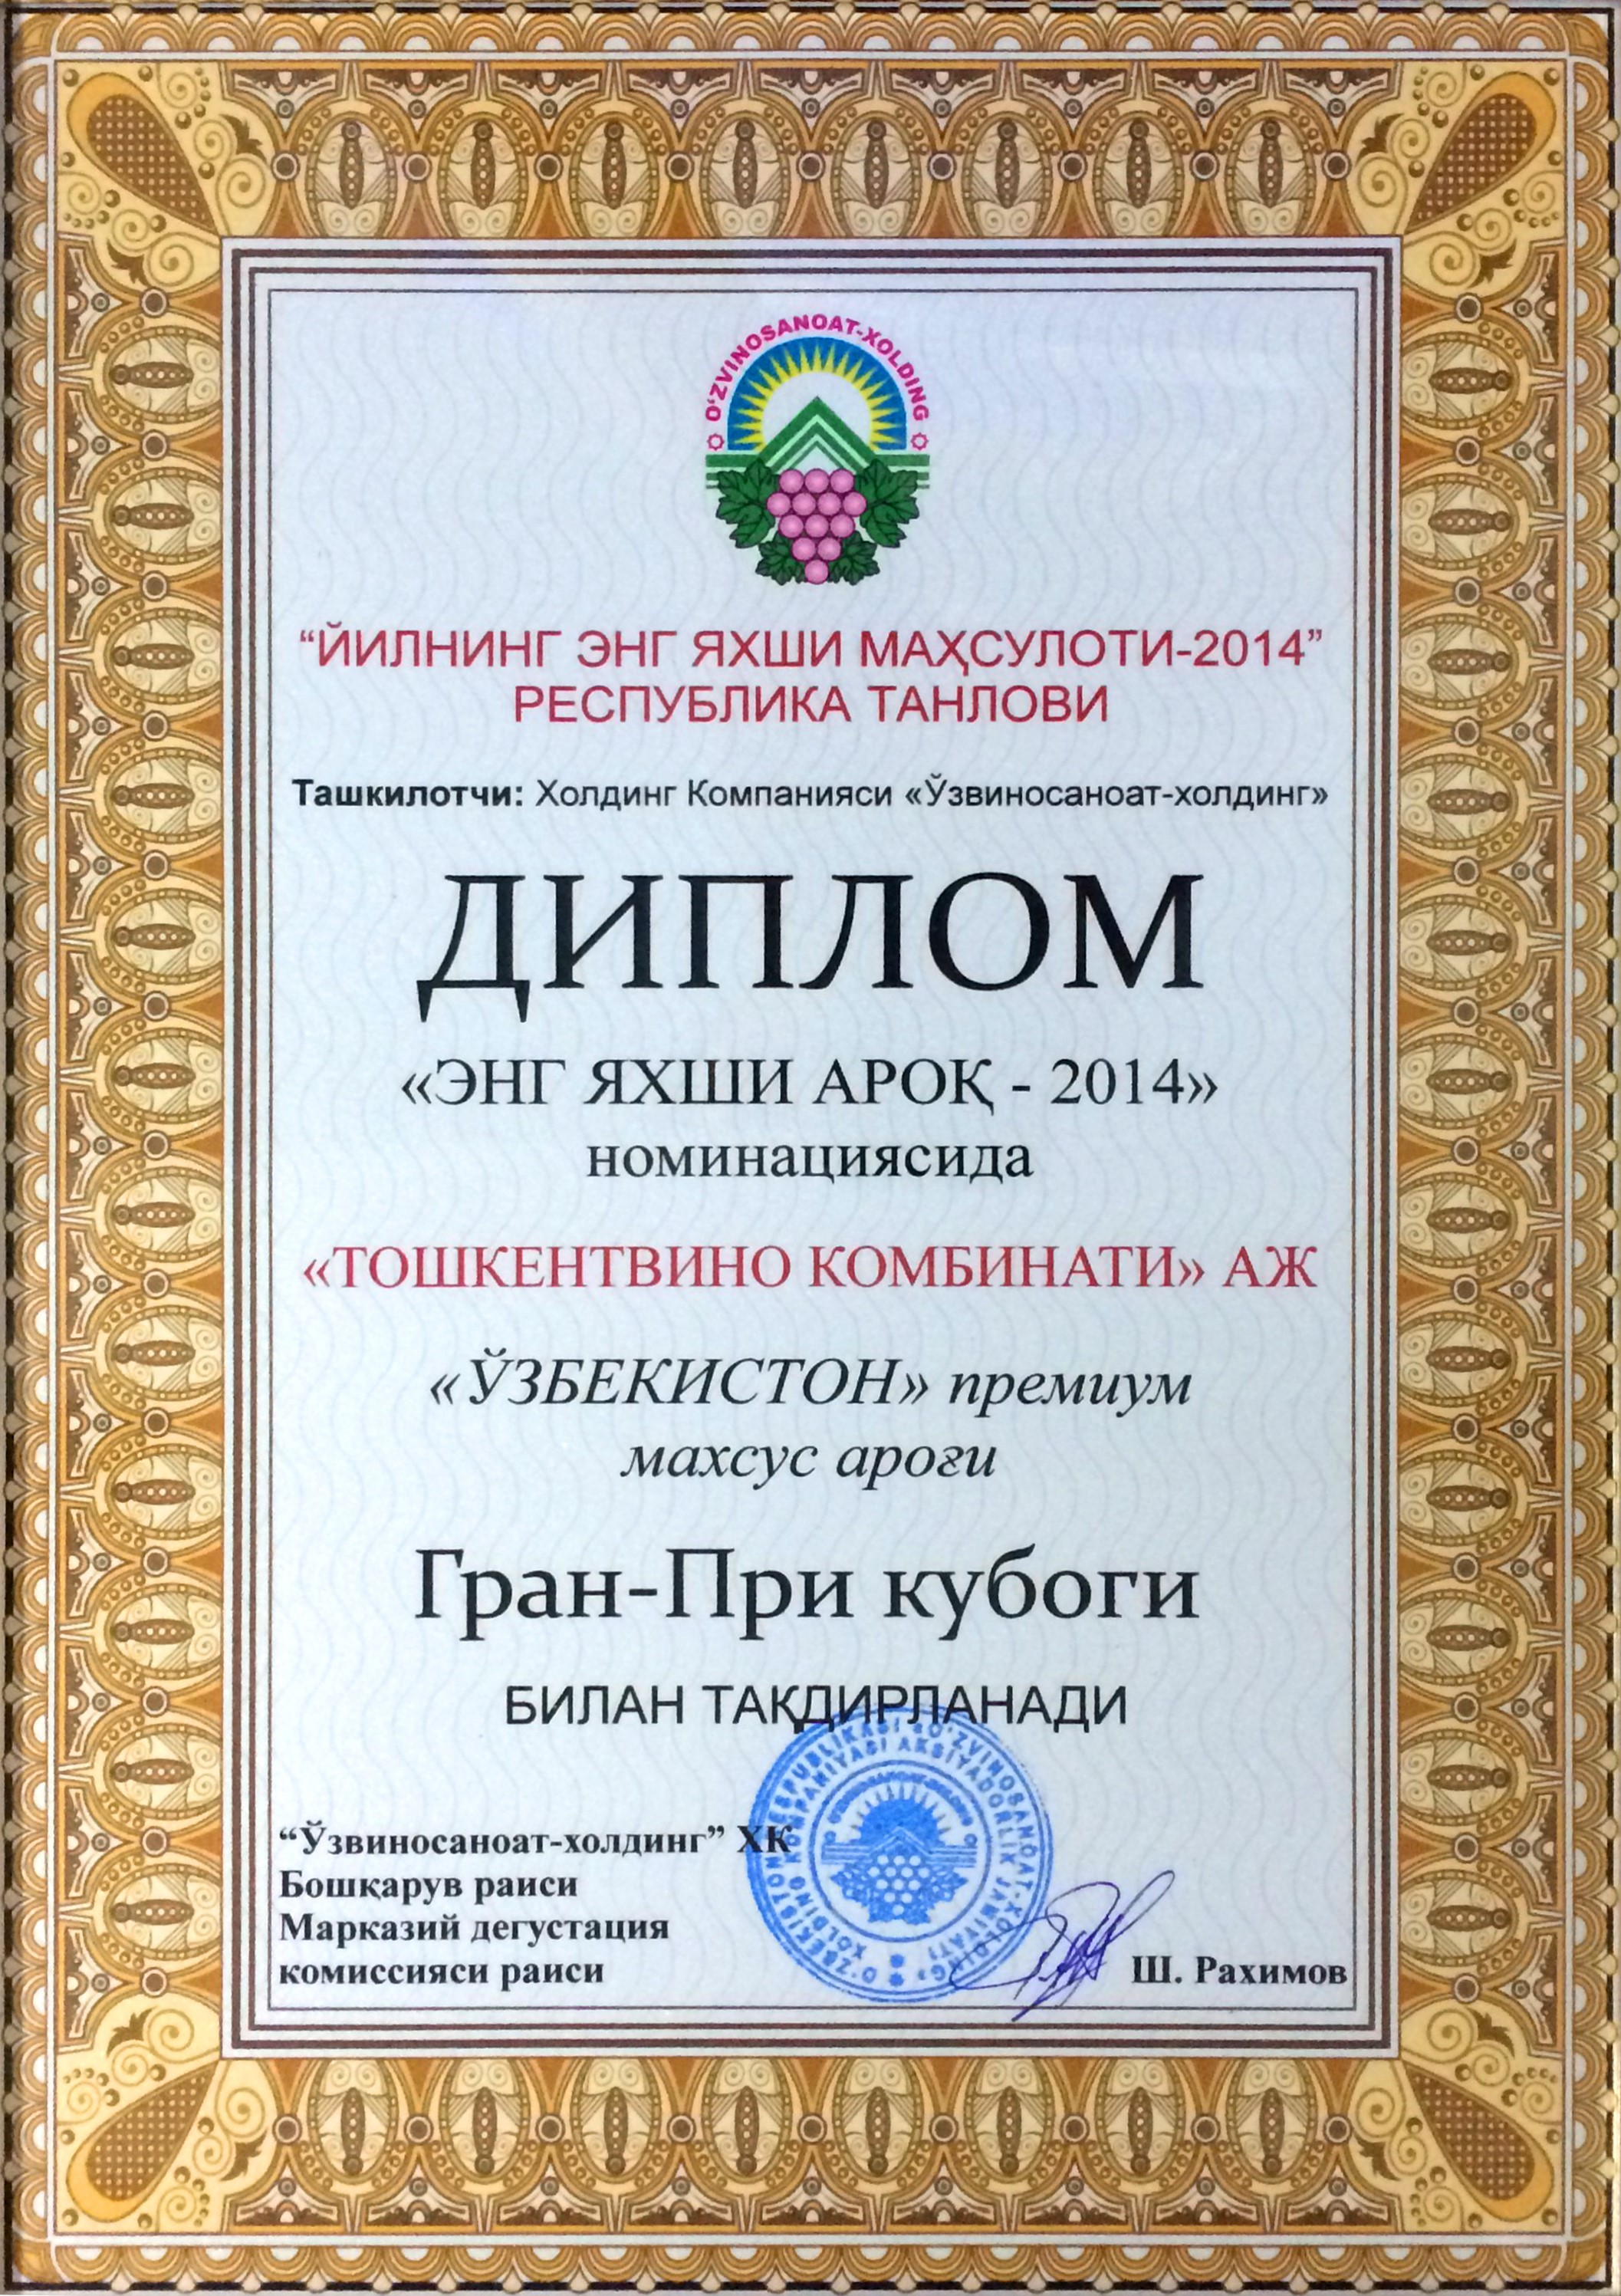 O'ZVINOSANOAT-XOLDING
“ЙИЛНИНГ ЭНГ ЯХШИ МАҲСУЛОТИ-2014”
РЕСПУБЛИКА ТАНЛОВИ
Ташкилотчи: Холдинг Компанияси «Ўзвиносаноат-холдинг»
ДИПЛОМ
«ЭНГ ЯХШИ АРОҚ - 2014»
номинациясида
«ТОШКЕНТВИНО КОМБИНАТИ» АЖ
«ЎЗБЕКИСТОН» премиум
махсус ароғи
Гран-При кубоги
БИЛАН ТАҚДИРЛАНАДИ
“Ўзвиносаноат-холдинг” ХК
Бошқарув раиси
Марказий дегустация
комиссияси раиси
Ш. Рахимов
O'ZBEKISTON RESPUBLIKASI «O'ZVINOSANOAT-XOLDING»
XOLDING KOMPANIYASI AKSIYADORLIK JAMIYATI